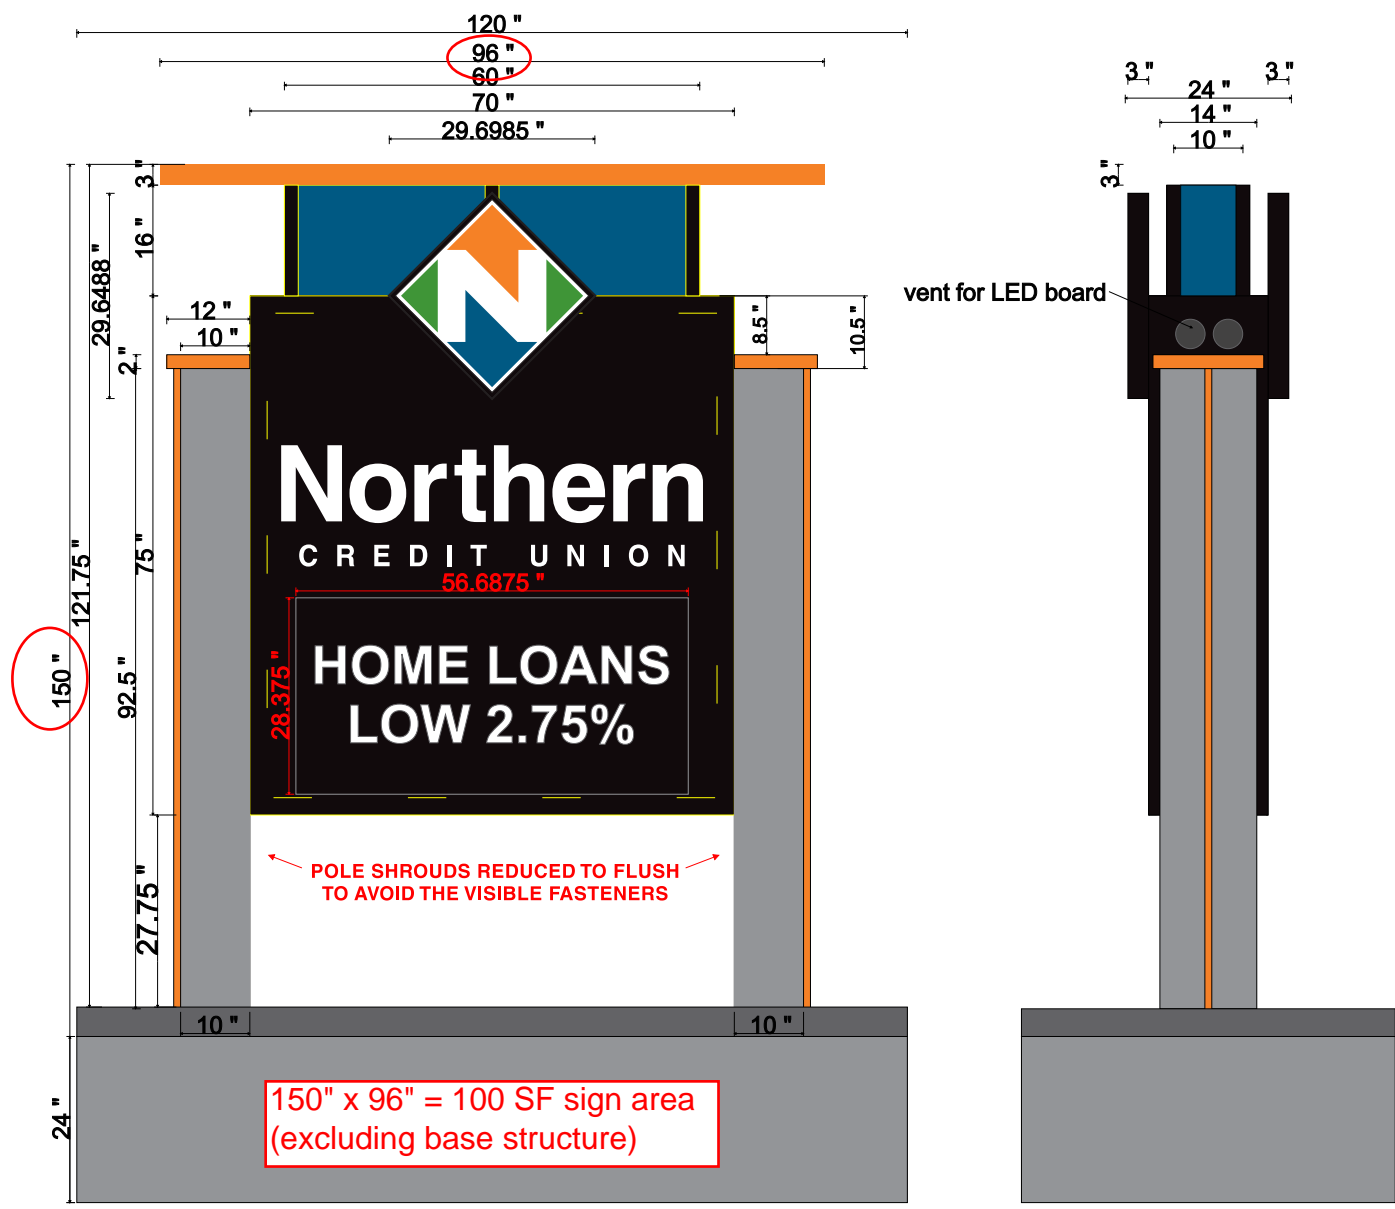 120 "
96 "
60 "
70 "
29.6985 "
3 "
16 "
29.6488 "
12 "
10 "
2 "
8.5 "
10.5 "
N
Northern
CREDIT UNION
56.6875 "
28.375 "
HOME LOANS
LOW 2.75%
75 "
121.75 "
150 "
92.5 "
27.75 "
POLE SHROUDS REDUCED TO FLUSH
TO AVOID THE VISIBLE FASTENERS
10 "
10 "
24 "
150" x 96" = 100 SF sign area
(excluding base structure)
3 "
3 "
24 "
14 "
10 "
3 "
vent for LED board